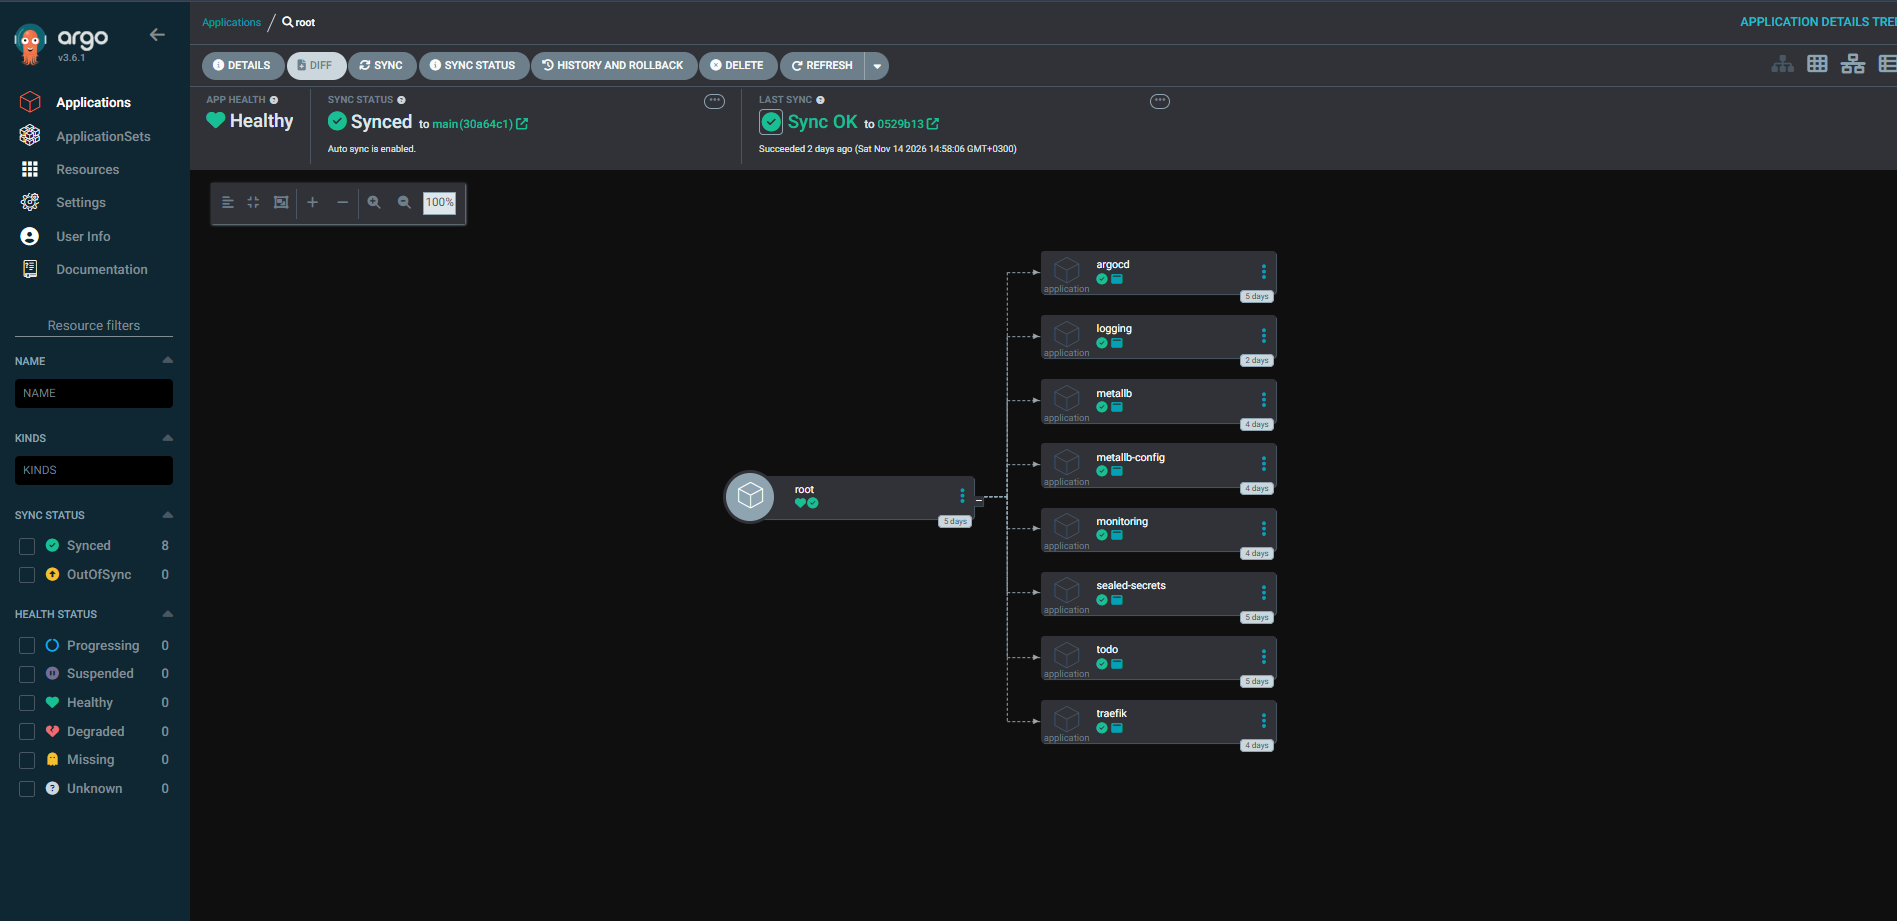 argo
v3.6.1
Applications
ApplicationSets
Resources
Settings
User Info
Documentation
Resource filters
NAME
NAME
KINDS
KINDS
SYNC STATUS
Synced 8
OutOfSync 0
HEALTH STATUS
Progressing 0
Suspended 0
Healthy 0
Degraded 0
Missing 0
Unknown 0
Applications / root
APPLICATION DETAILS TREE
DETAILS DIFF SYNC SYNC STATUS HISTORY AND ROLLBACK DELETE REFRESH
APP HEALTH
Healthy
SYNC STATUS
Synced to main(30a64c1)
Auto sync is enabled.
LAST SYNC
Sync OK to 0529b13
Succeeded 2 days ago (Sat Nov 14 2026 14:58:06 GMT+0300)
100%
root
5 days
argocd
application
5 days
logging
application
2 days
metallb
application
4 days
metallb-config
application
4 days
monitoring
application
4 days
sealed-secrets
application
5 days
todo
application
5 days
traefik
application
4 days